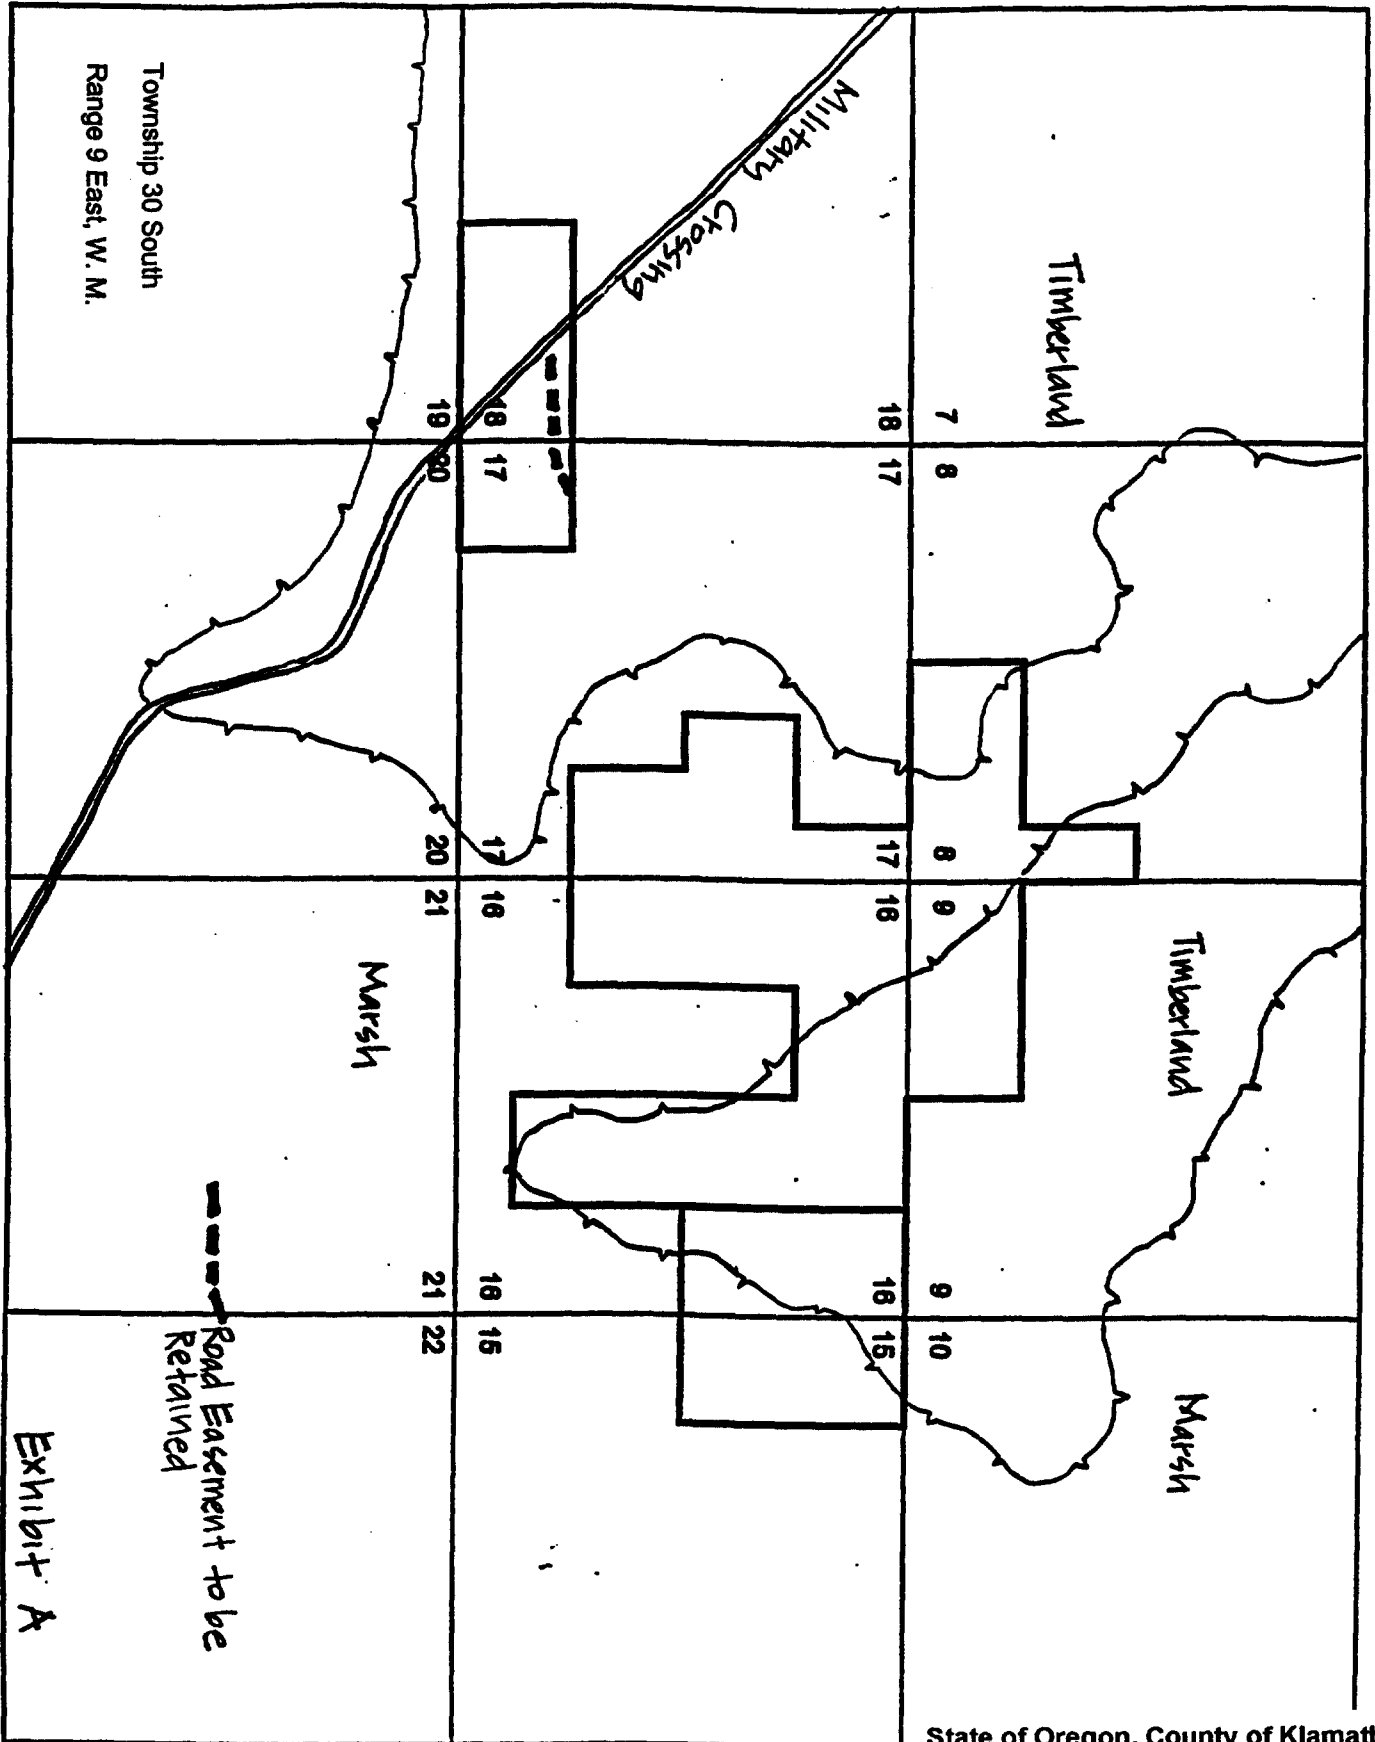 Timberland
Marsh
Timberland
7 8
8 9
9 10
18 17
17 16
16 15
Military Crossing
18 17
17 16
16 15
19 20
20 21
21 22
Marsh
Road Easement to be
Retained
Township 30 South
Range 9 East, W. M.
Exhibit A
State of Oregon, County of Klamath